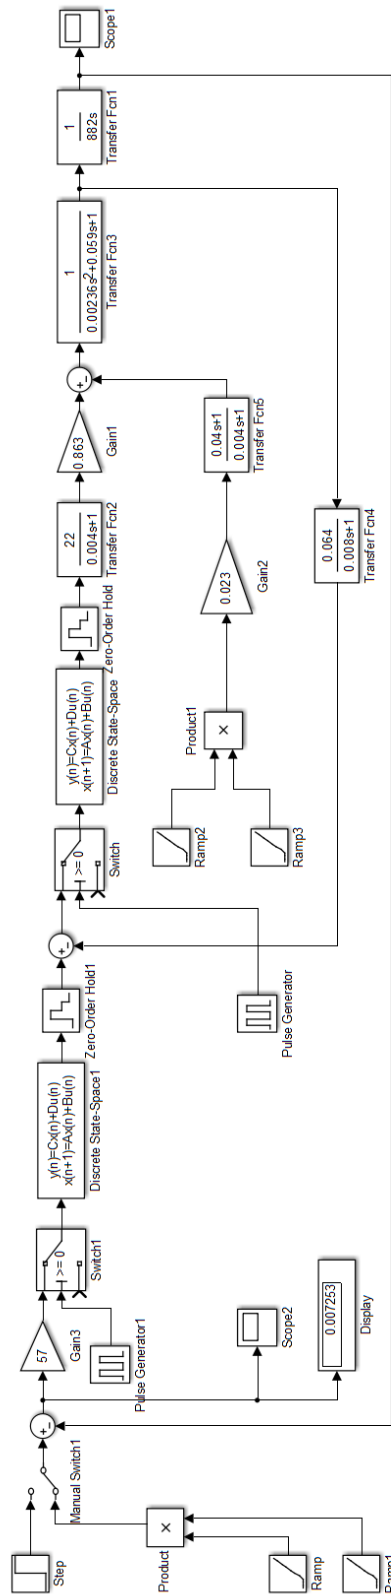 Step
Manual Switch1
57
Gain3
>= 0
Switch1
y(n)=Cx(n)+Du(n)
x(n+1)=Ax(n)+Bu(n)
Discrete State-Space1
Zero-Order Hold1
>= 0
Switch
y(n)=Cx(n)+Du(n)
x(n+1)=Ax(n)+Bu(n)
Discrete State-Space
Zero-Order Hold
22
0.004s+1
Transfer Fcn2
0.863
Gain1
1
0.00236s²+0.059s+1
Transfer Fcn3
1
882s
Transfer Fcn1
Scope1
Product
Ramp
Ramp1
Pulse Generator1
Scope2
0.007253
Display
Pulse Generator
Ramp2
Ramp3
Product1
0.023
Gain2
0.04s+1
0.004s+1
Transfer Fcn5
0.064
0.008s+1
Transfer Fcn4